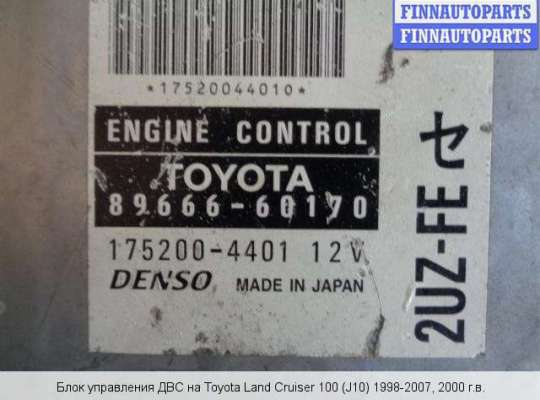 FINNAUTOPARTS
FINNAUTOPARTS
*17520044010*
ENGINE CONTROL
TOYOTA
89666-60170
175200-4401 12V
DENSO MADE IN JAPAN
2UZ-FE セ
Блок управления ДВС на Toyota Land Cruiser 100 (J10) 1998-2007, 2000 г.в.